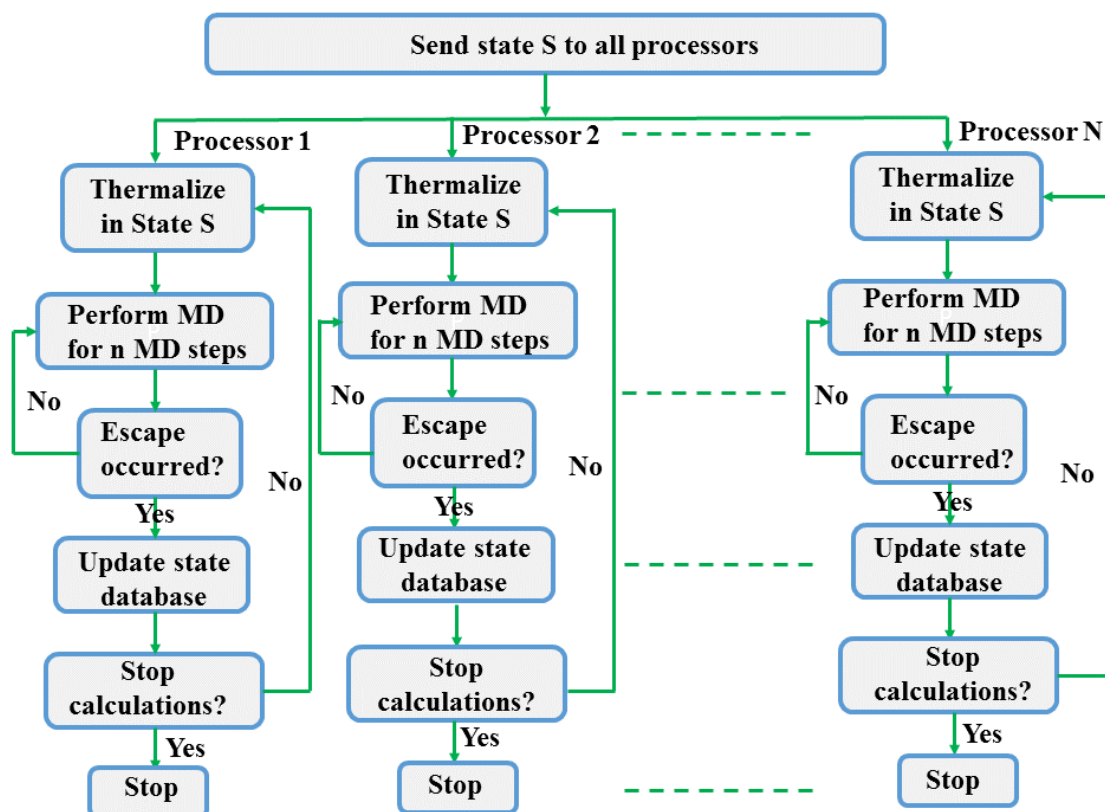 Send state S to all processors
Processor 1
Processor 2
Processor N
Thermalize
in State S
Thermalize
in State S
Thermalize
in State S
Perform MD
for n MD steps
Perform MD
for n MD steps
Perform MD
for n MD steps
No
No
No
Escape
occurred?
Escape
occurred?
Escape
occurred?
No
No
No
Yes
Yes
Yes
Update state
database
Update state
database
Update state
database
Stop
calculations?
Stop
calculations?
Stop
calculations?
Yes
Yes
Yes
Stop
Stop
Stop